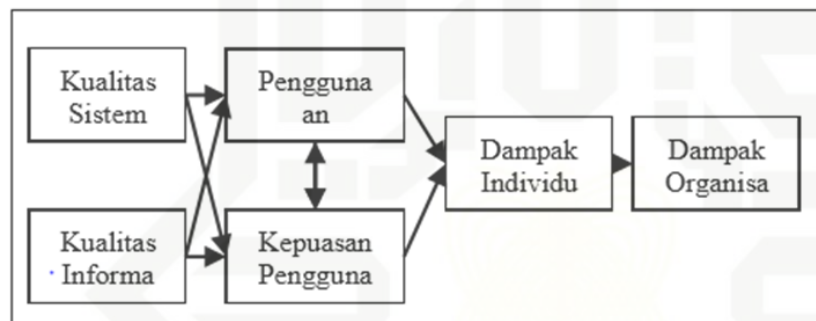 Kualitas
Sistem
Pengguna
an
Dampak
Individu
Dampak
Organisa
Kualitas
Informa
Kepuasan
Pengguna